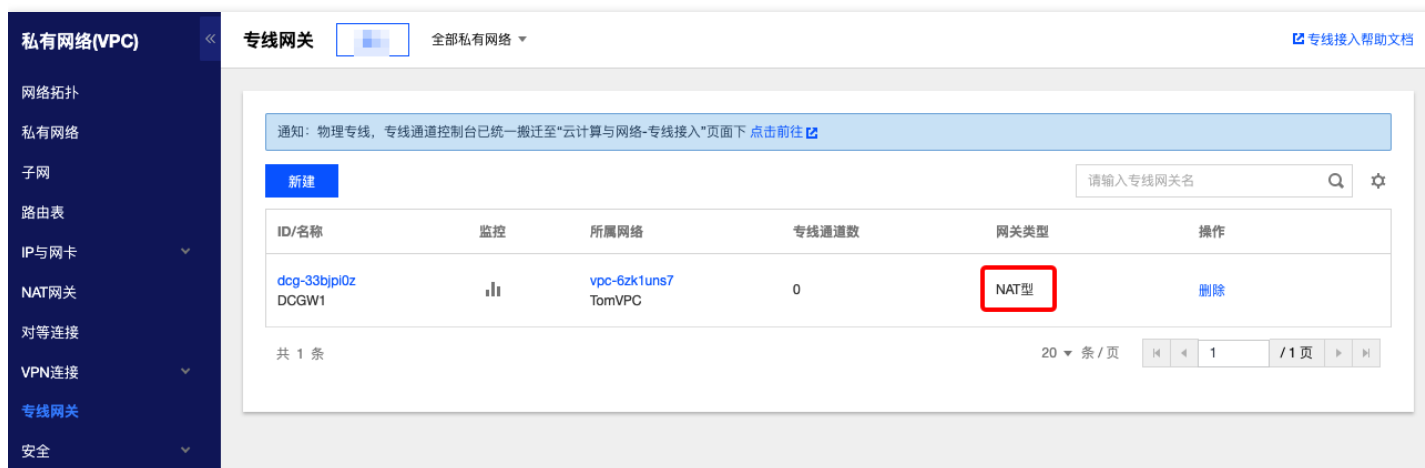 私有网络(VPC)
网络拓扑
私有网络
子网
路由表
IP与网卡
NAT网关
对等连接
VPN连接
专线网关
安全
专线网关 全部私有网络 专线接入帮助文档
通知：物理专线，专线通道控制台已统一搬迁至“云计算与网络-专线接入”页面下 点击前往
新建 请输入专线网关名
ID/名称 监控 所属网络 专线通道数 网关类型 操作
dcg-33bjpi0z vpc-6zk1uns7
DCGW1 TomVPC 0 NAT型 删除
共 1 条 20 条 / 页 1 / 1 页